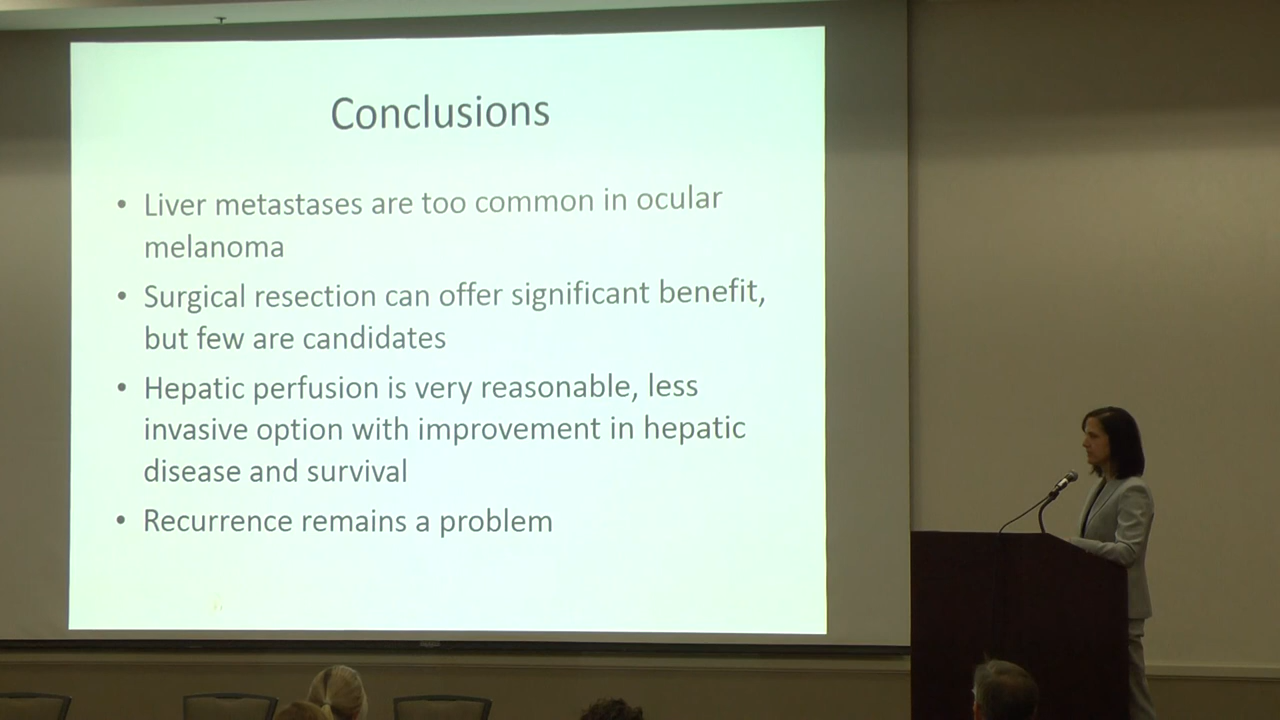 Conclusions
• Liver metastases are too common in ocular
melanoma
• Surgical resection can offer significant benefit,
but few are candidates
• Hepatic perfusion is very reasonable, less
invasive option with improvement in hepatic
disease and survival
• Recurrence remains a problem